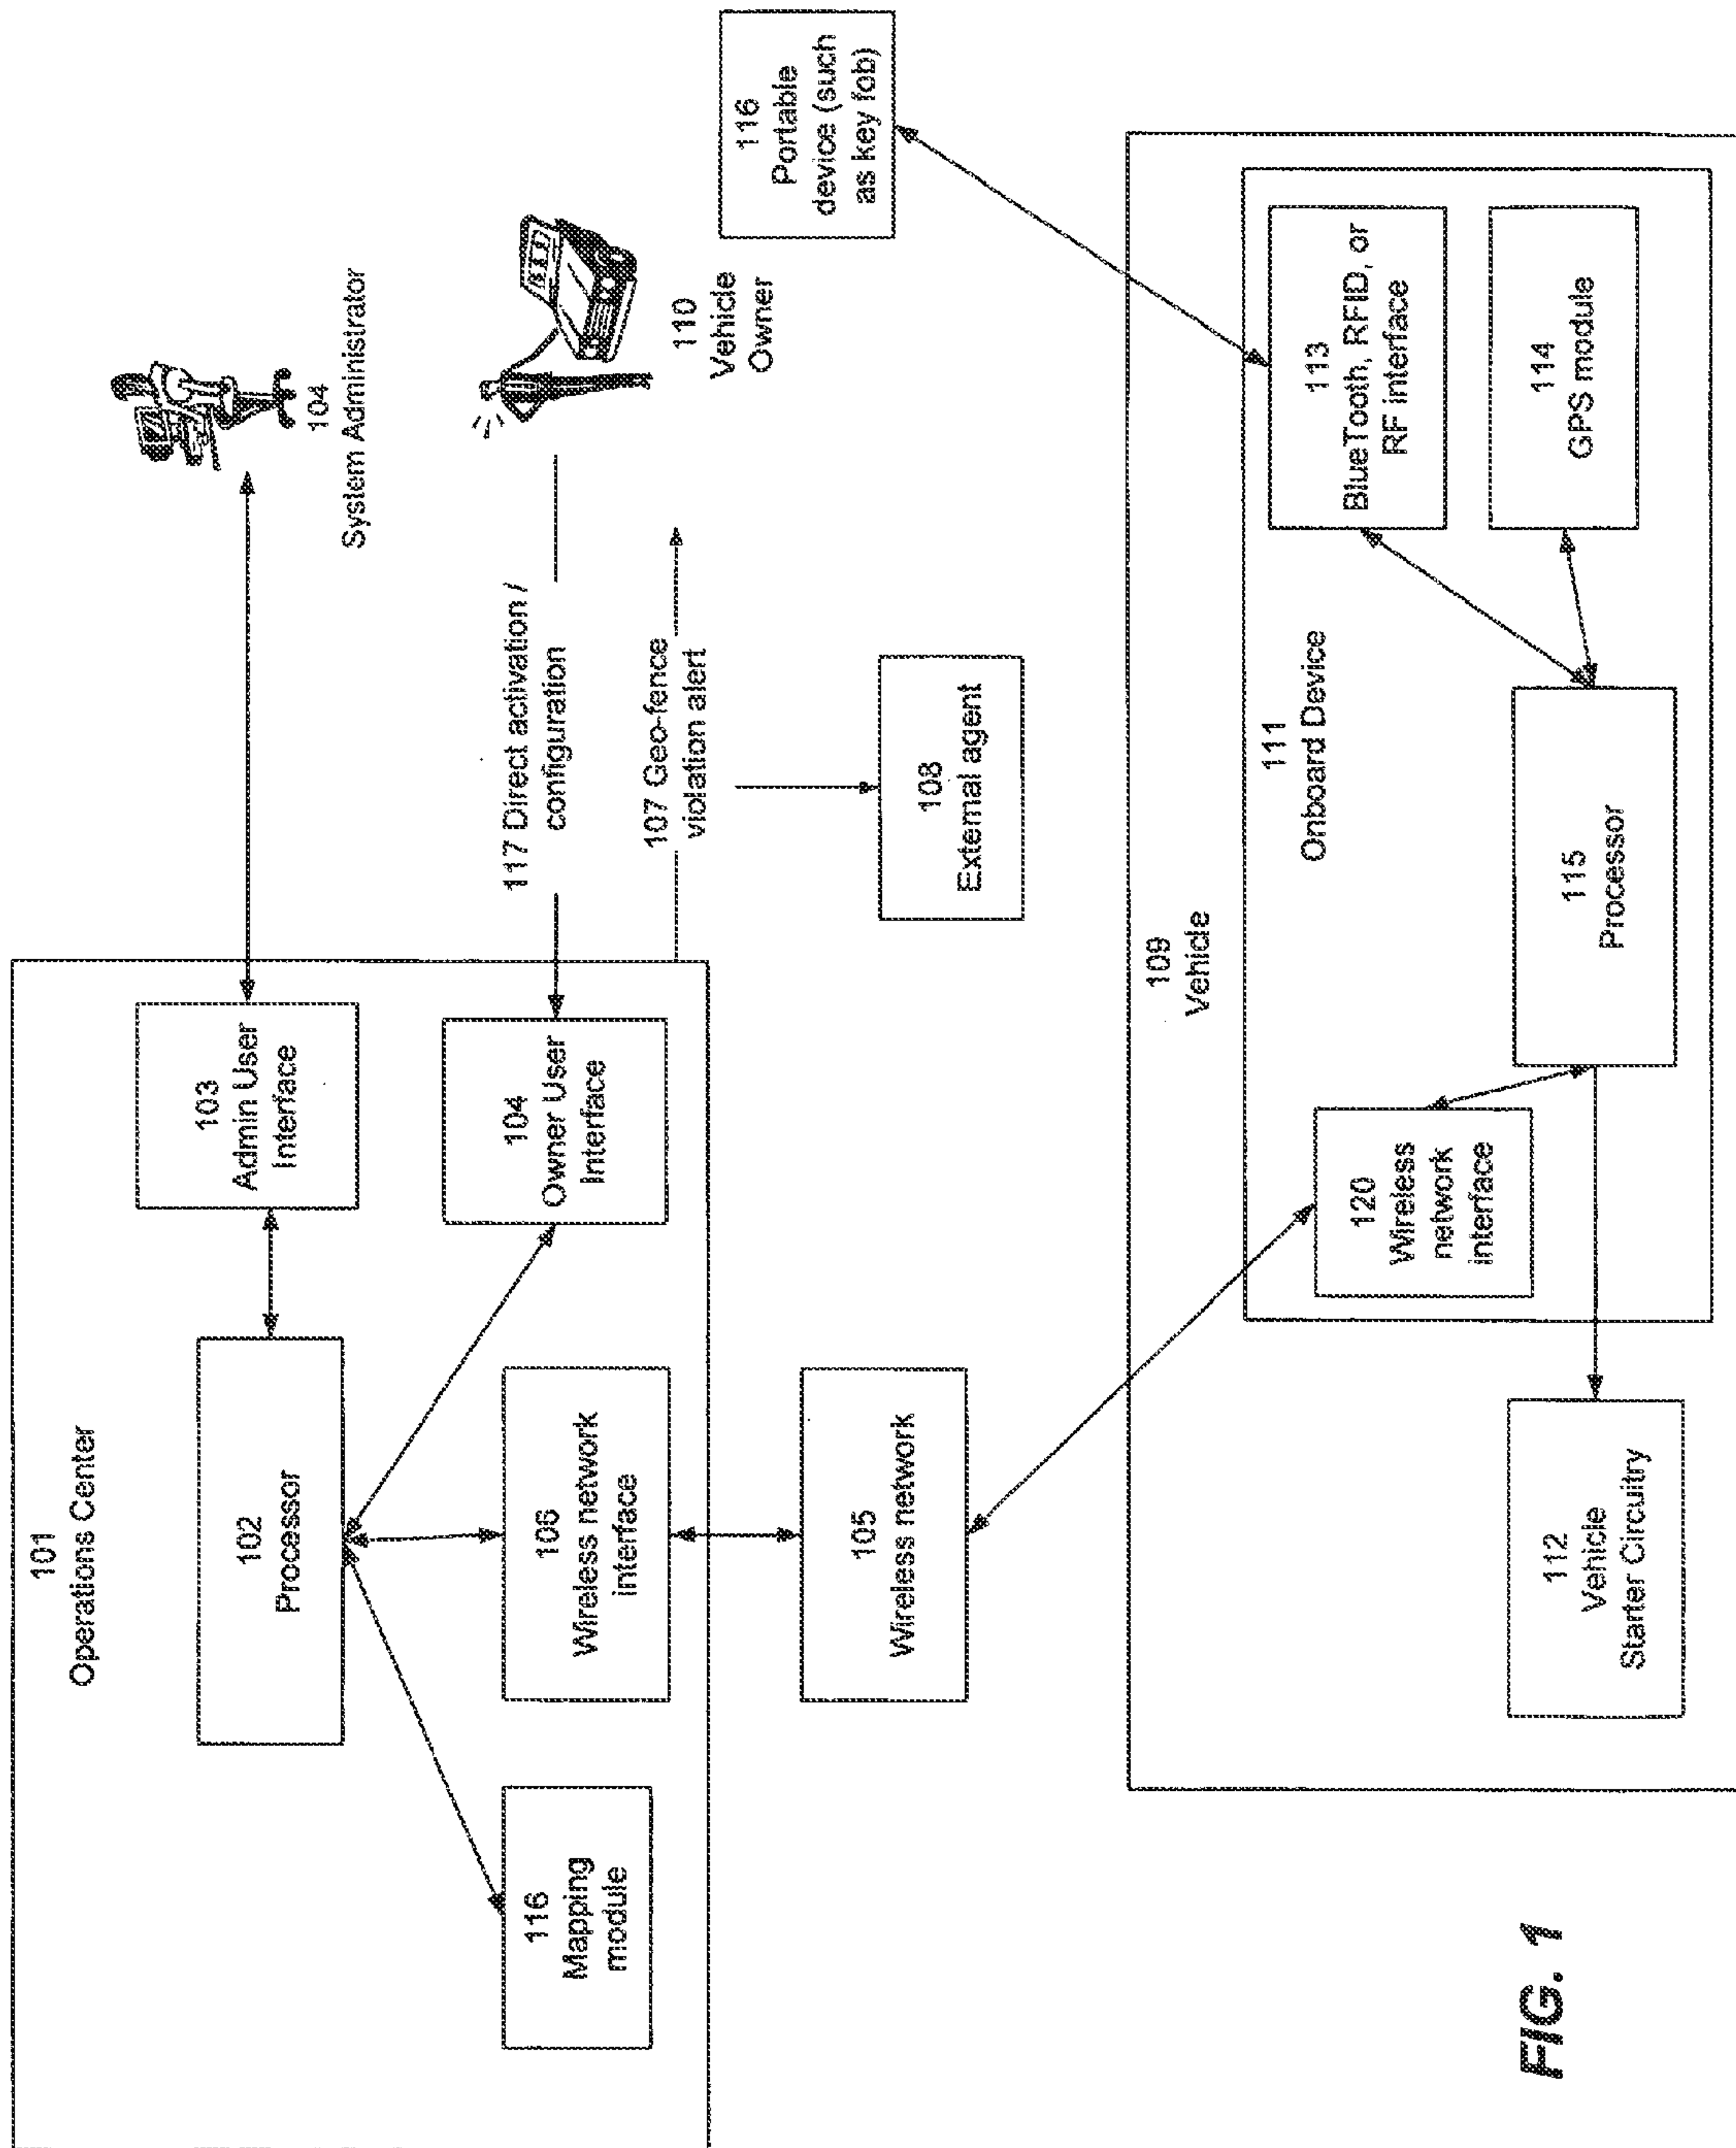 101
Operations Center
102
Processor
103
Admin User
Interface
104
System Administrator
116
Mapping
module
106
Wireless network
interface
104
Owner User
Interface
117 Direct activation /
configuration
110
Vehicle
Owner
107 Geo-fence
violation alert
105
Wireless network
108
External agent
116
Portable
device (such
as key fob)
109
Vehicle
111
Onboard Device
112
Vehicle
Starter Circuitry
120
Wireless
network
interface
115
Processor
113
BlueTooth, RFID, or
RF interface
114
GPS module
FIG. 1